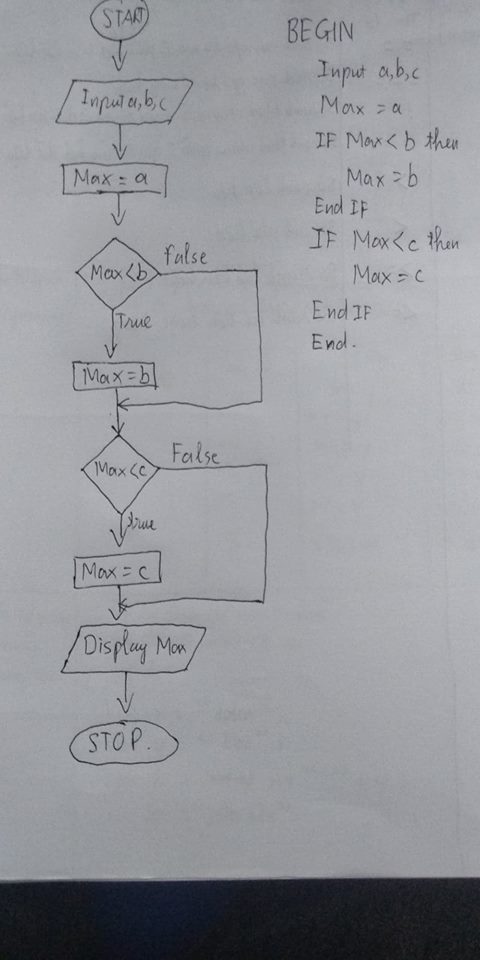 START
Input a,b,c
Max = a
Max < b
false
True
Max = b
Max < c
False
true
Max = c
Display Max
STOP.
BEGIN
Input a,b,c
Max = a
IF Max < b then
Max = b
End IF
IF Max < c then
Max = c
End IF
End.